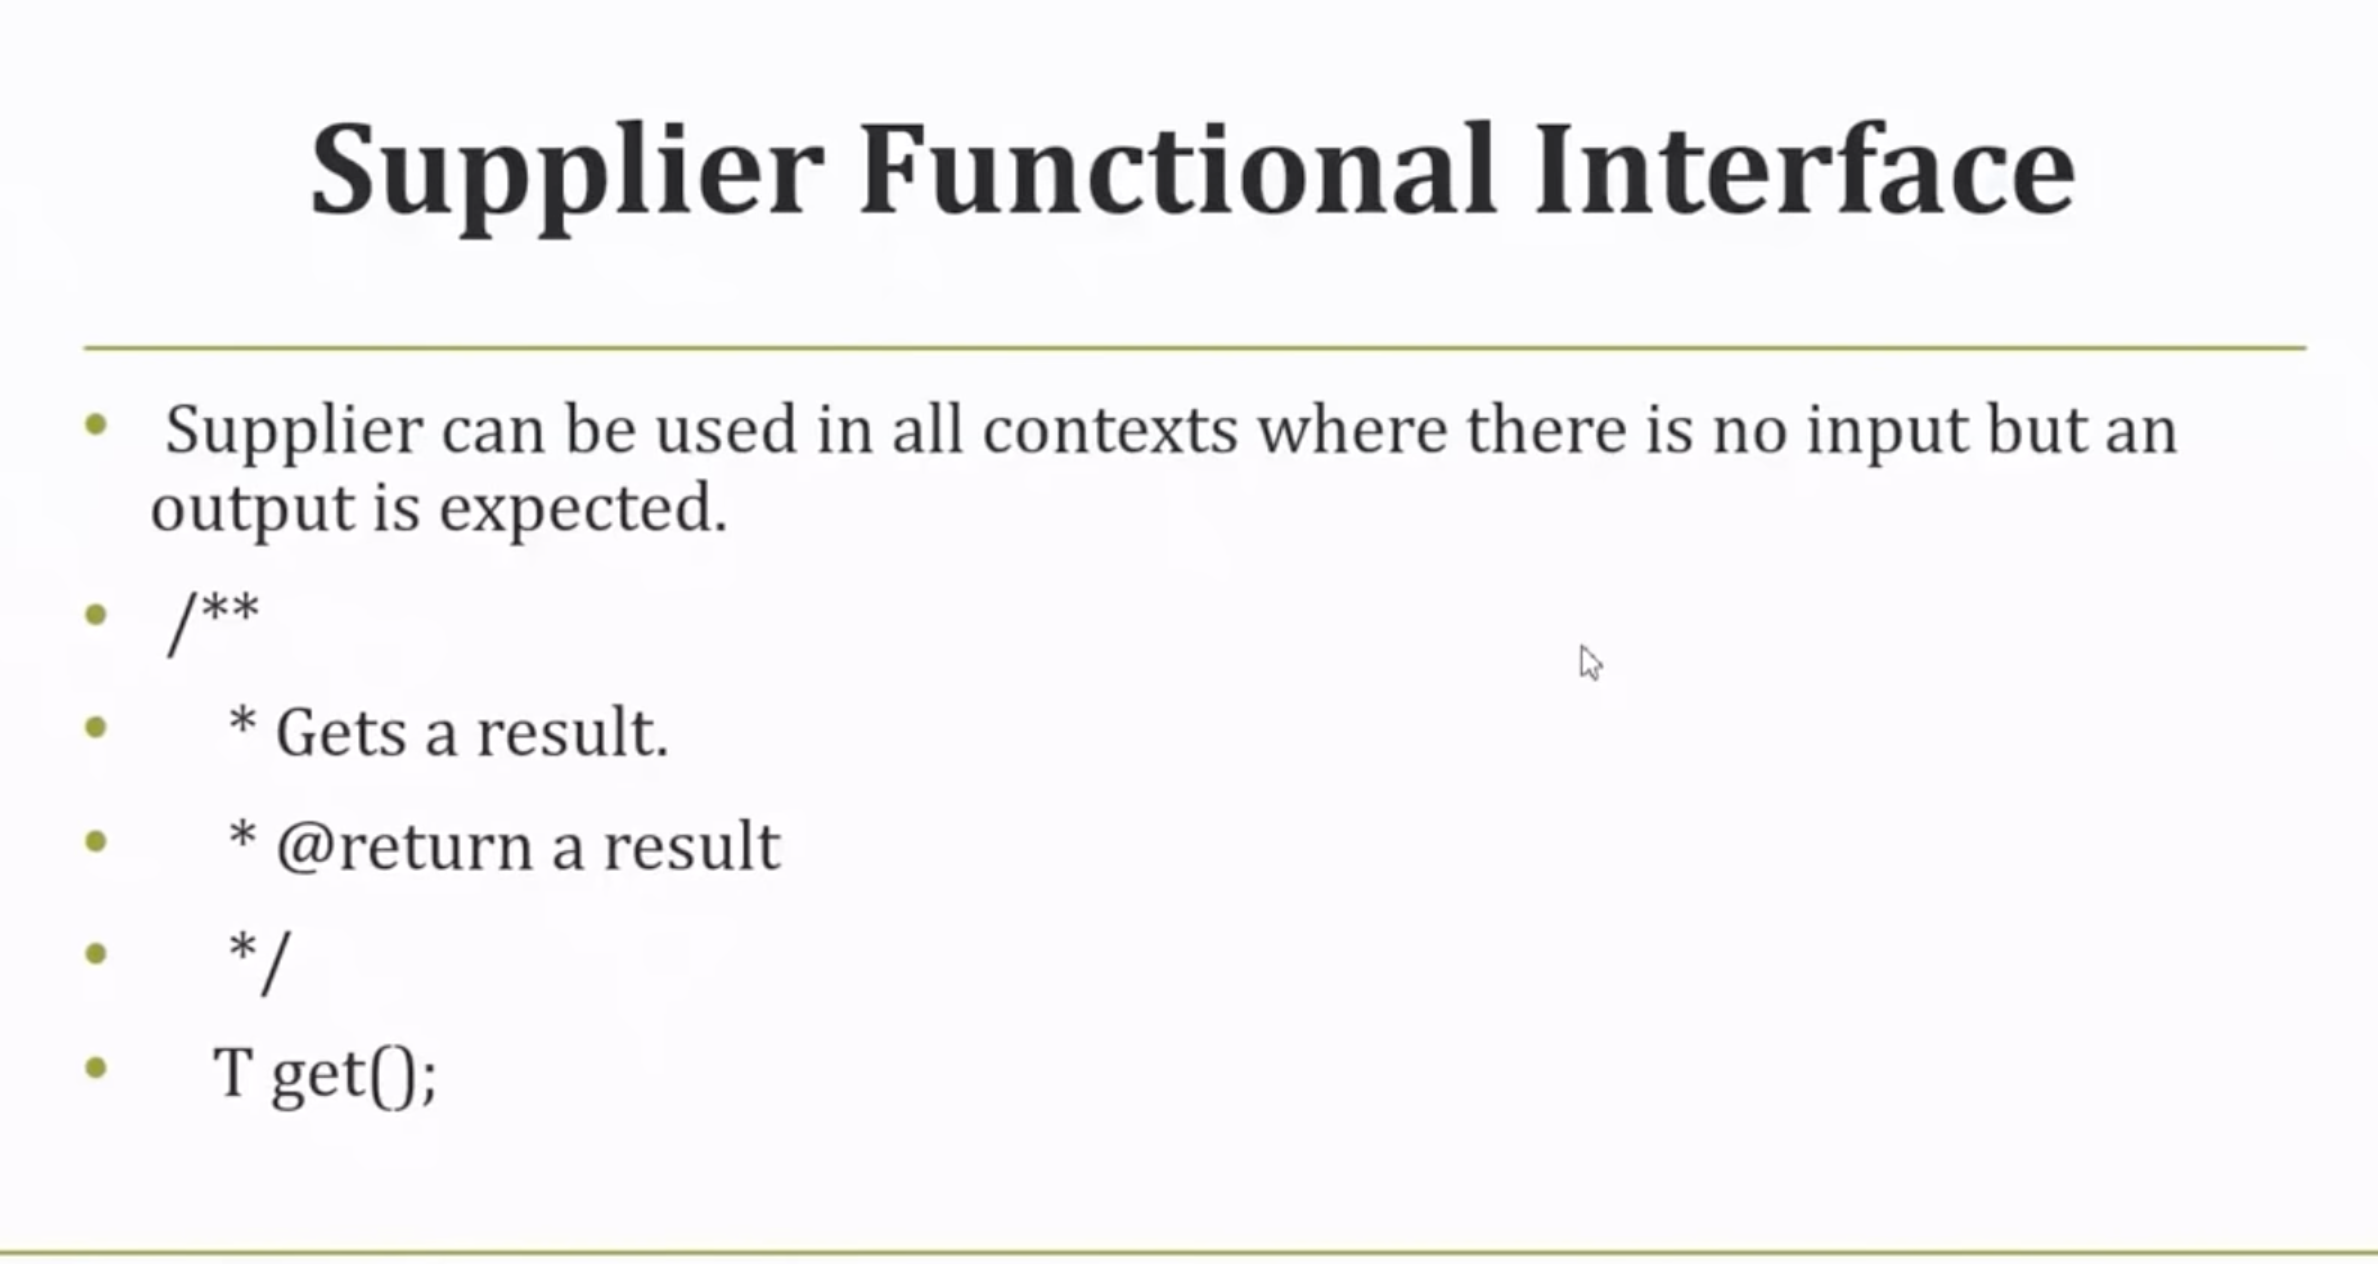 Supplier Functional Interface
• Supplier can be used in all contexts where there is no input but an
output is expected.
• /**
• * Gets a result.
• * @return a result
• */
• T get();